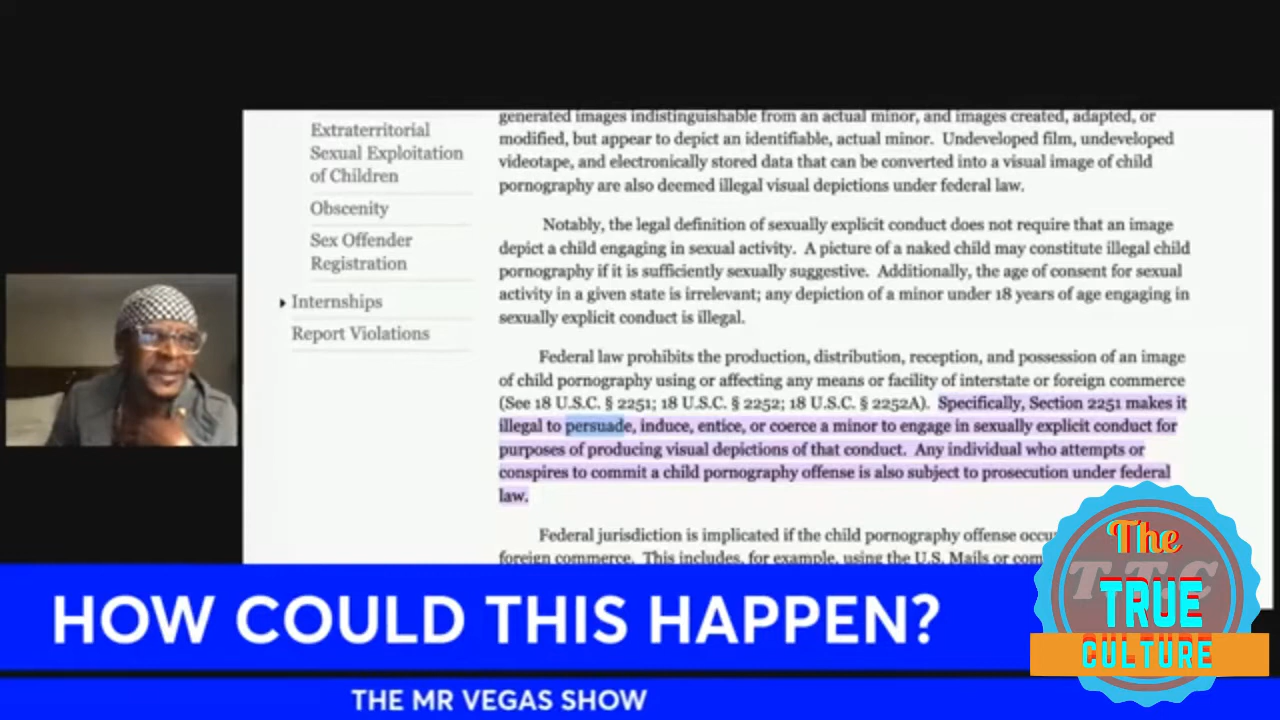 Extraterritorial
Sexual Exploitation
of Children
Obscenity
Sex Offender
Registration
Internships
Report Violations
generated images indistinguishable from an actual minor, and images created, adapted, or
modified, but appear to depict an identifiable, actual minor. Undeveloped film, undeveloped
videotape, and electronically stored data that can be converted into a visual image of child
pornography are also deemed illegal visual depictions under federal law.
Notably, the legal definition of sexually explicit conduct does not require that an image
depict a child engaging in sexual activity. A picture of a naked child may constitute illegal child
pornography if it is sufficiently sexually suggestive. Additionally, the age of consent for sexual
activity in a given state is irrelevant; any depiction of a minor under 18 years of age engaging in
sexually explicit conduct is illegal.
Federal law prohibits the production, distribution, reception, and possession of an image
of child pornography using or affecting any means or facility of interstate or foreign commerce
(See 18 U.S.C. § 2251; 18 U.S.C. § 2252; 18 U.S.C. § 2252A). Specifically, Section 2251 makes it
illegal to persuade, induce, entice, or coerce a minor to engage in sexually explicit conduct for
purposes of producing visual depictions of that conduct. Any individual who attempts or
conspires to commit a child pornography offense is also subject to prosecution under federal
law.
Federal jurisdiction is implicated if the child pornography offense occu
foreign commerce. This includes, for example, using the U.S. Mails or com
HOW COULD THIS HAPPEN?
THE MR VEGAS SHOW
The
TTC
TRUE
CULTURE